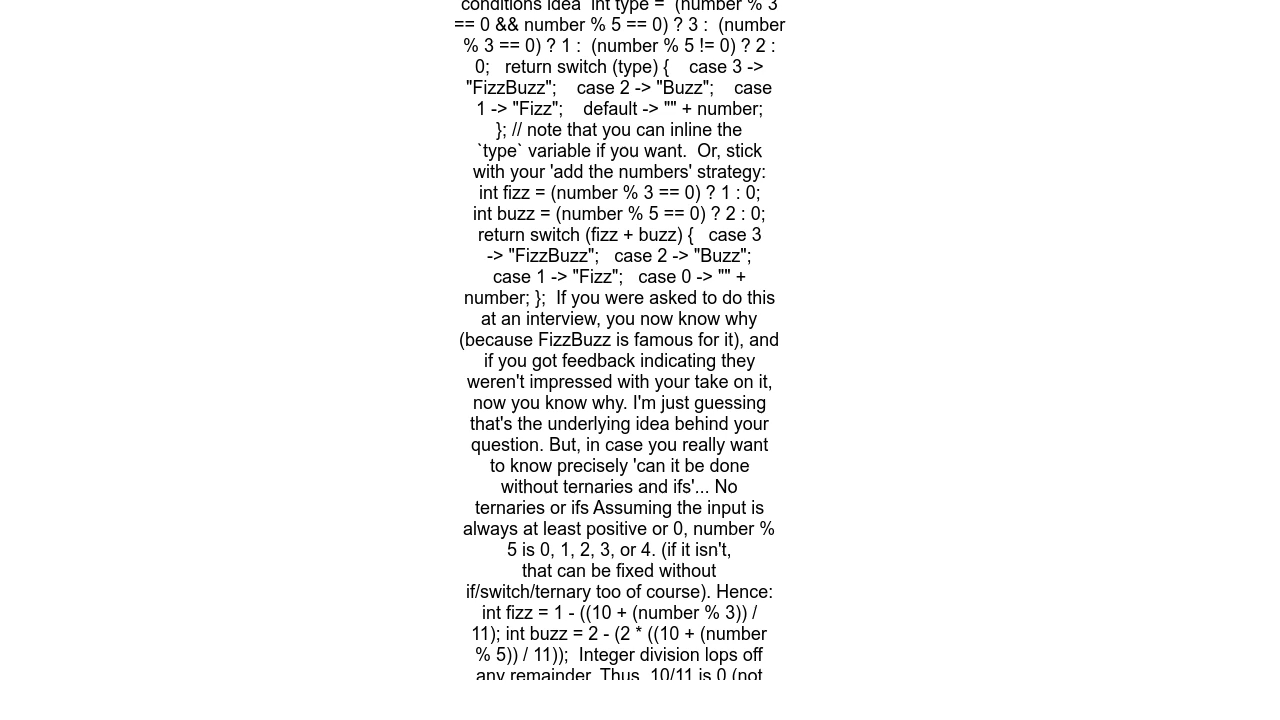 conditions idea  int type =  (number % 3
== 0 && number % 5 == 0) ? 3 :  (number
% 3 == 0) ? 1 :  (number % 5 != 0) ? 2 :
0;   return switch (type) {    case 3 ->
"FizzBuzz";    case 2 -> "Buzz";    case
1 -> "Fizz";    default -> "" + number;
}; // note that you can inline the
`type` variable if you want.  Or, stick
with your 'add the numbers' strategy:
int fizz = (number % 3 == 0) ? 1 : 0;
int buzz = (number % 5 == 0) ? 2 : 0;
return switch (fizz + buzz) {   case 3
-> "FizzBuzz";   case 2 -> "Buzz";
case 1 -> "Fizz";   case 0 -> "" +
number; };  If you were asked to do this
at an interview, you now know why
(because FizzBuzz is famous for it), and
if you got feedback indicating they
weren't impressed with your take on it,
now you know why. I'm just guessing
that's the underlying idea behind your
question. But, in case you really want
to know precisely 'can it be done
without ternaries and ifs'... No
ternaries or ifs Assuming the input is
always at least positive or 0, number %
5 is 0, 1, 2, 3, or 4. (if it isn't,
that can be fixed without
if/switch/ternary too of course). Hence:
int fizz = 1 - ((10 + (number % 3)) /
11); int buzz = 2 - (2 * ((10 + (number
% 5)) / 11));  Integer division lops off
any remainder. Thus, 10/11 is 0 (not